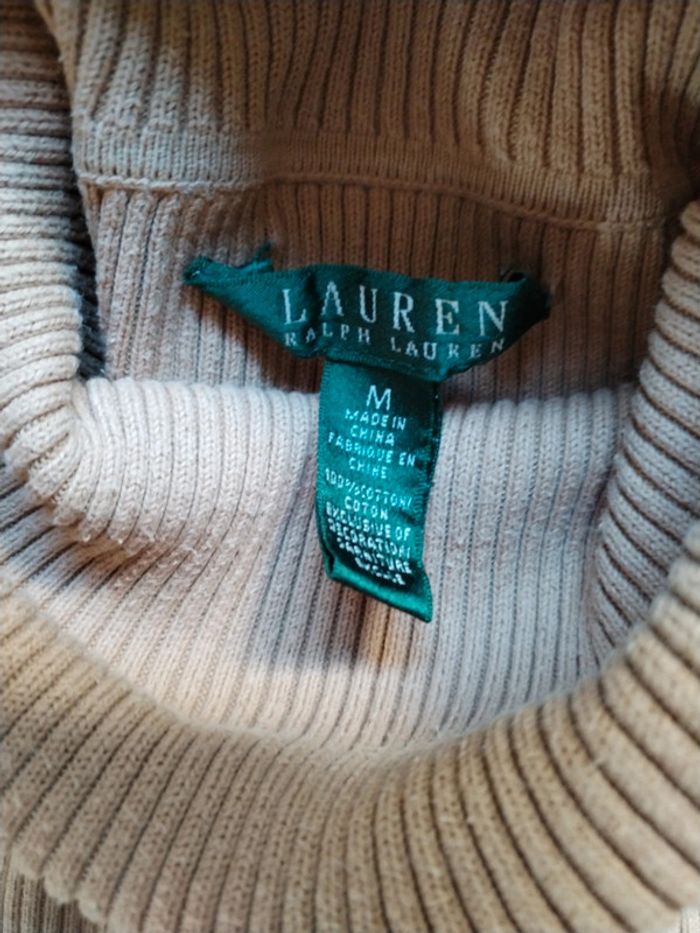 LAUREN
RALPH LAUREN
M
MADE IN
CHINA
FABRIQUE EN
CHINE
100%COTTON/
COTON
EXCLUSIVE OF
DECORATION/